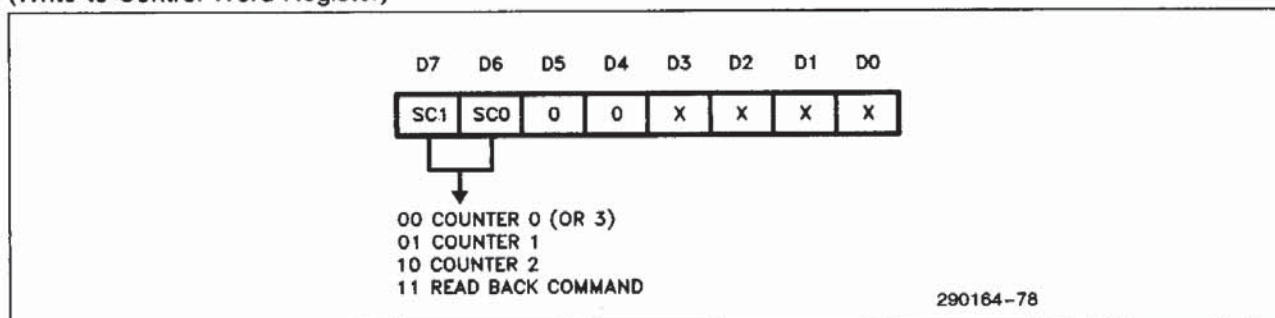 (Write to Control Word Register)
D7 D6 D5 D4 D3 D2 D1 D0
SC1 SC0 0 0 X X X X
00 COUNTER 0 (OR 3)
01 COUNTER 1
10 COUNTER 2
11 READ BACK COMMAND
290164-78